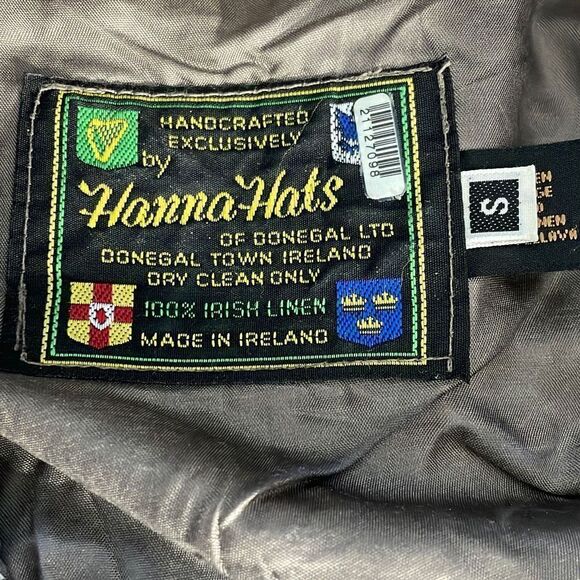 HANDCRAFTED
EXCLUSIVELY
by
Hanna Hats
OF DONEGAL LTD
DONEGAL TOWN IRELAND
DRY CLEAN ONLY
100% IRISH LINEN
MADE IN IRELAND
21127098
S